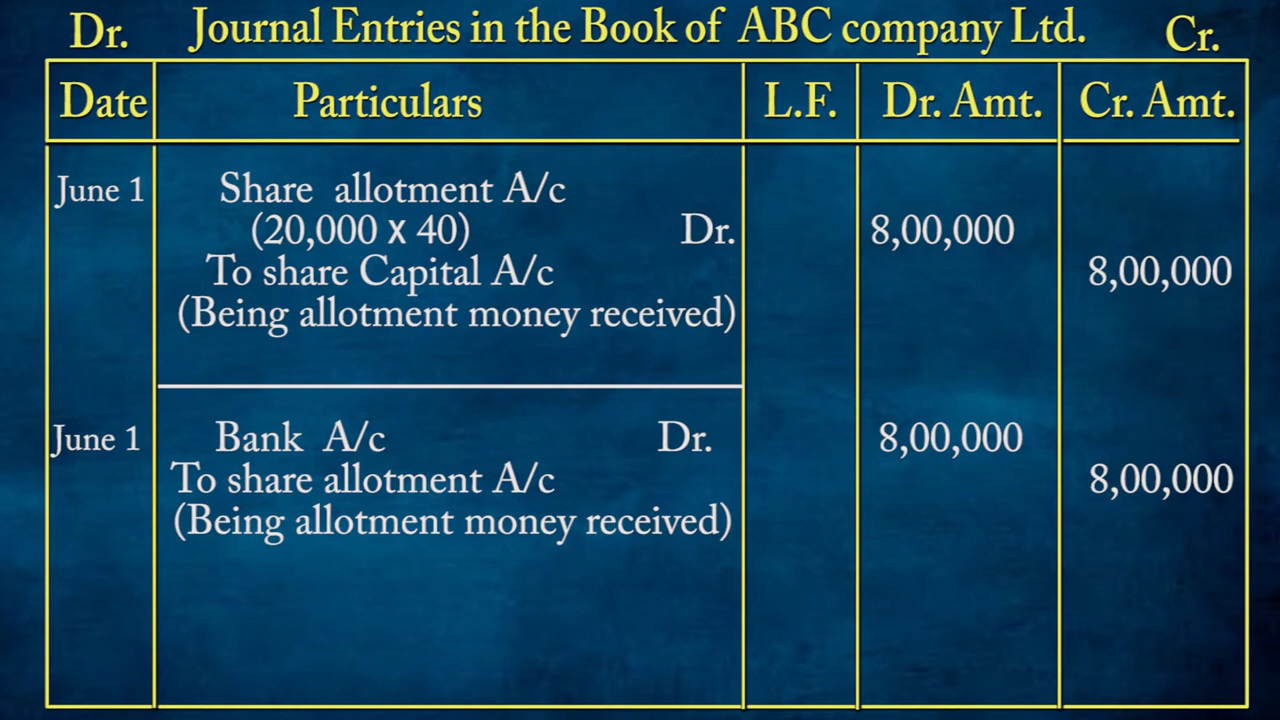 Dr. Journal Entries in the Book of ABC company Ltd. Cr.
Date Particulars L.F. Dr. Amt. Cr. Amt.
June 1 Share allotment A/c
(20,000 x 40) Dr. 8,00,000
To share Capital A/c 8,00,000
(Being allotment money received)
June 1 Bank A/c Dr. 8,00,000
To share allotment A/c 8,00,000
(Being allotment money received)